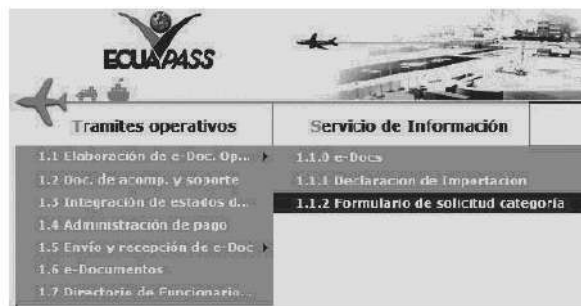 ECUAPASS
Tramites operativos
Servicio de Información
1.1 Elaboración de e-Doc. Op...
1.2 Doc. de acomp. y soporte
1.3 Integración de estados d...
1.4 Administración de pago
1.5 Envío y recepción de e-Doc
1.6 e-Documentos
1.7 Directorio de Funcionario...
1.1.0 e-Docs
1.1.1 Declaracion de Importacion
1.1.2 Formulario de solicitud categoría